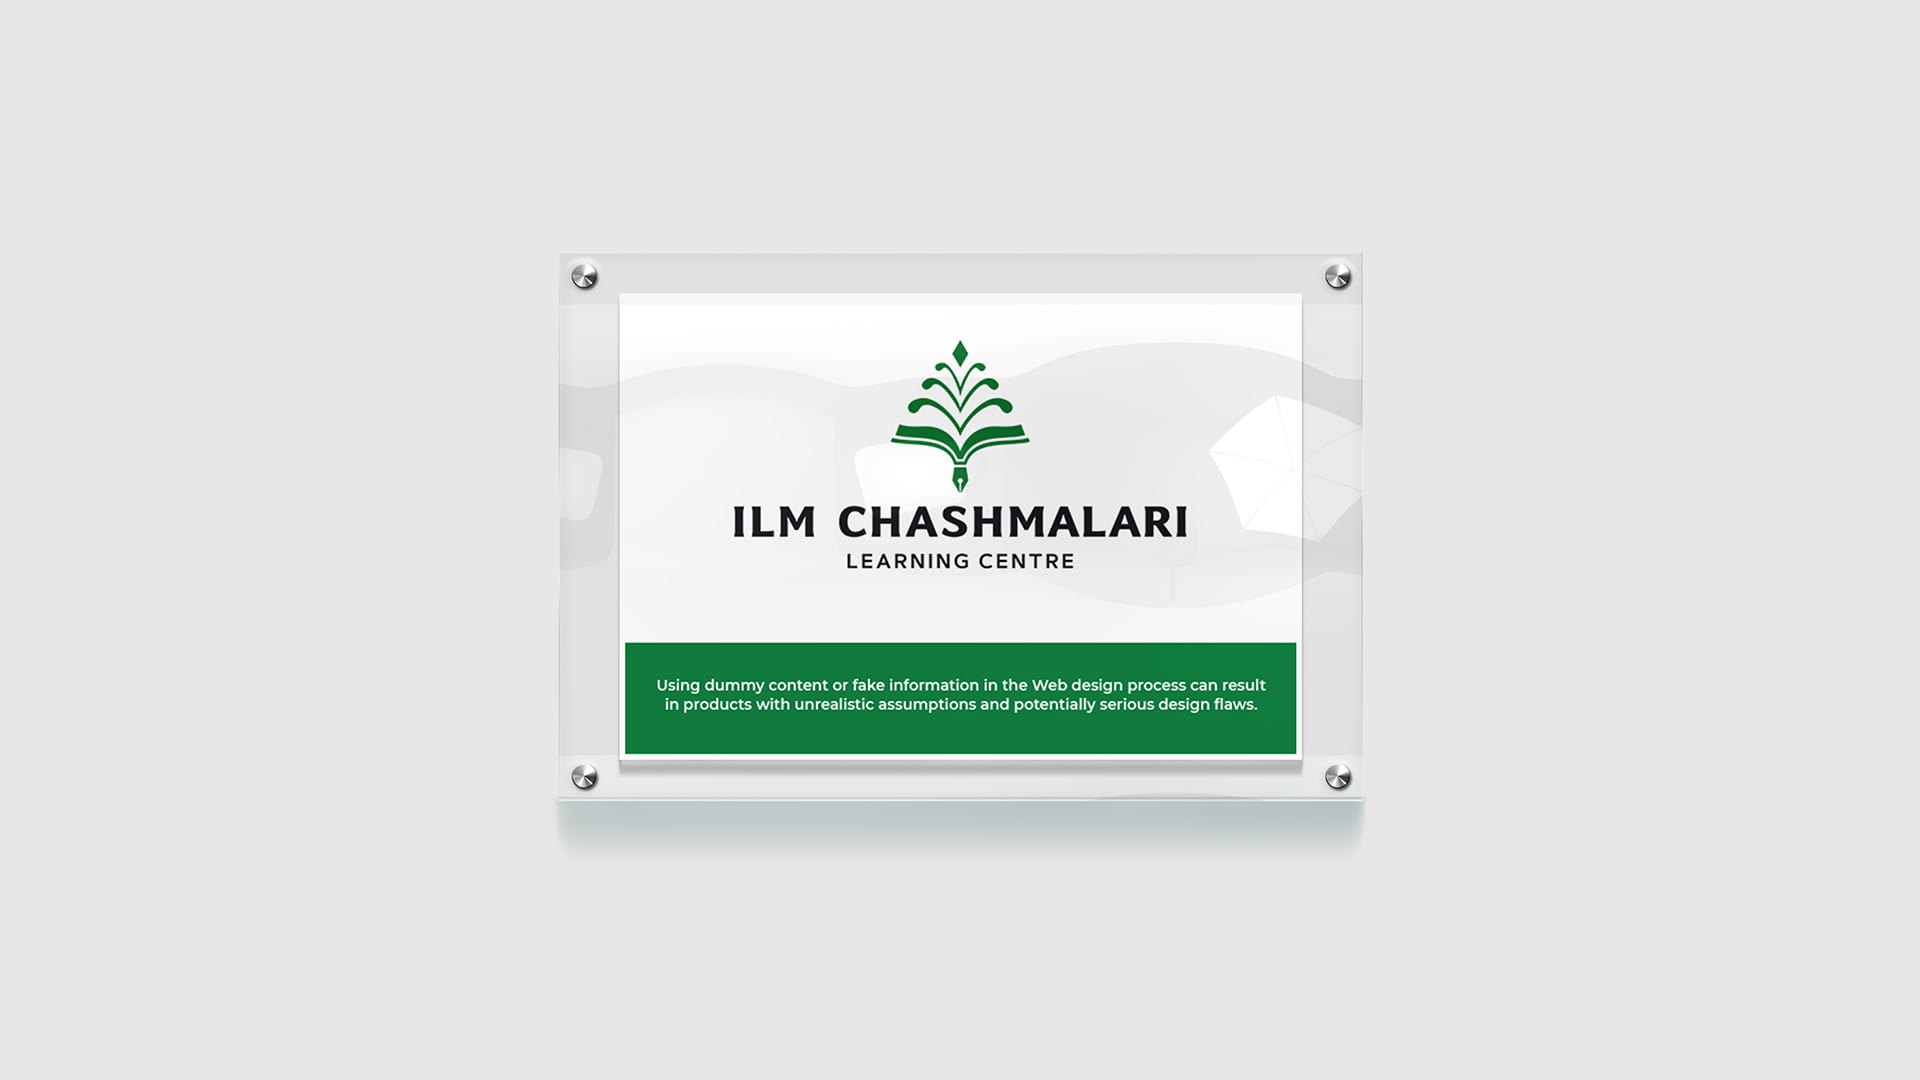 ILM CHASHMALARI
LEARNING CENTRE
Using dummy content or fake information in the Web design process can result
in products with unrealistic assumptions and potentially serious design flaws.